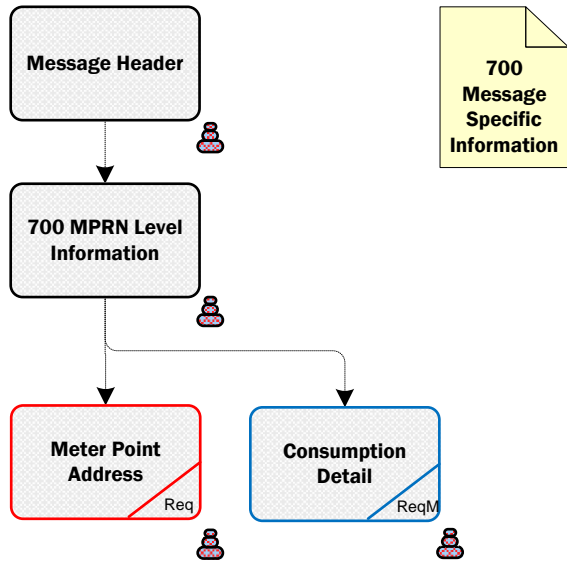 Message Header
700
Message
Specific
Information
700 MPRN Level
Information
Meter Point
Address
Req
Consumption
Detail
ReqM